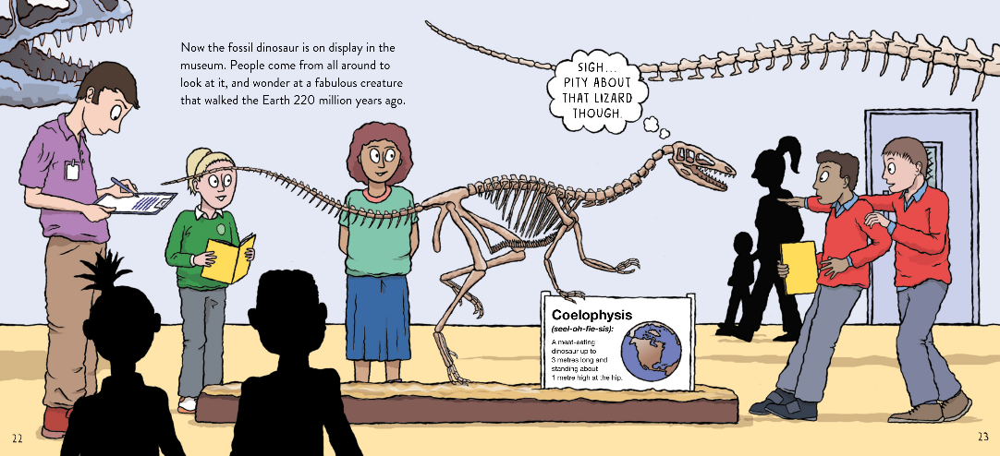 Now the fossil dinosaur is on display in the
museum. People come from all around to
look at it, and wonder at a fabulous creature
that walked the Earth 220 million years ago.
SIGH...
PITY ABOUT
THAT LIZARD
THOUGH.
Coelophysis
(seel-oh-fie-sis):
A meat-eating
dinosaur up to
3 metres long and
standing about
1 metre high at the hip.
22
23